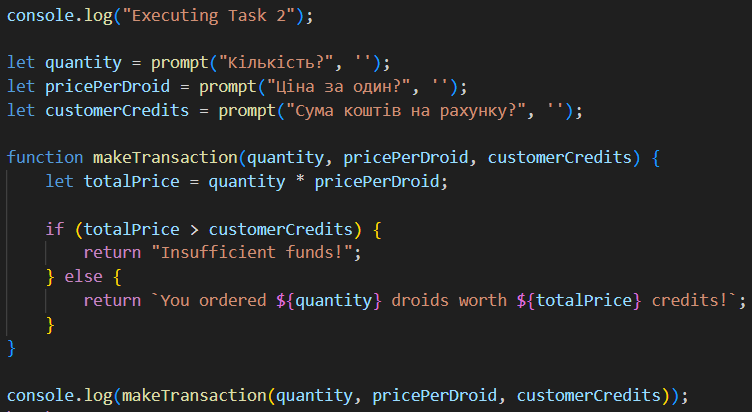 console.log("Executing Task 2");
let quantity = prompt("Кількість?", '');
let pricePerDroid = prompt("Ціна за один?", '');
let customerCredits = prompt("Сума коштів на рахунку?", '');
function makeTransaction(quantity, pricePerDroid, customerCredits) {
let totalPrice = quantity * pricePerDroid;
if (totalPrice > customerCredits) {
return "Insufficient funds!";
} else {
return `You ordered ${quantity} droids worth ${totalPrice} credits!`;
}
}
console.log(makeTransaction(quantity, pricePerDroid, customerCredits));